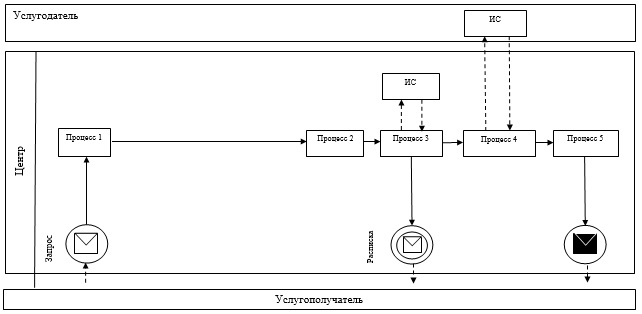 Услугодатель
ИС
ИС
Центр
Процесс 1
Процесс 2
Процесс 3
Процесс 4
Процесс 5
Запрос
Расписка
Услугополучатель